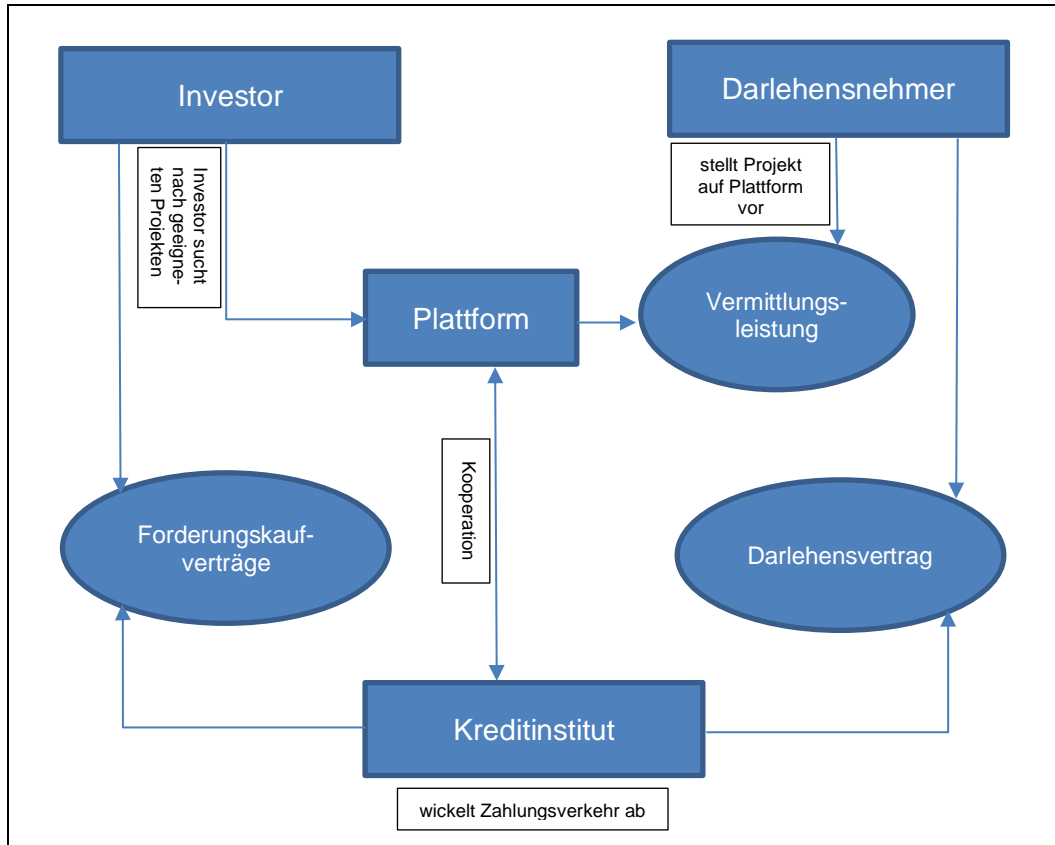 Investor
Darlehensnehmer
Investor sucht
nach geeigne-
ten Projekten
stellt Projekt
auf Plattform
vor
Plattform
Vermittlungs-
leistung
Kooperation
Forderungskauf-
verträge
Darlehensvertrag
Kreditinstitut
wickelt Zahlungsverkehr ab